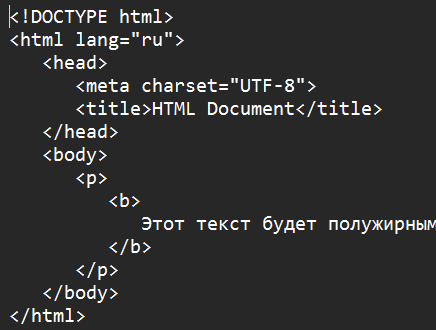 <!DOCTYPE html>
<html lang="ru">
<head>
<meta charset="UTF-8">
<title>HTML Document</title>
</head>
<body>
<p>
<b>
Этот текст будет полужирным
</b>
</p>
</body>
</html>